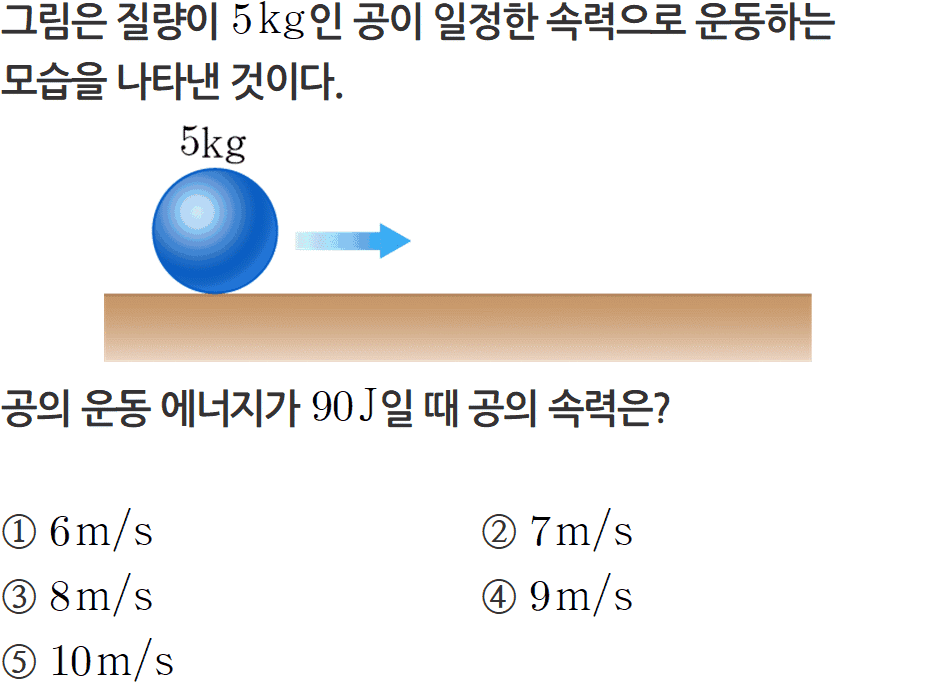 그림은 질량이 5kg인 공이 일정한 속력으로 운동하는
모습을 나타낸 것이다.
5kg
공의 운동 에너지가 90J일 때 공의 속력은?
① 6m/s ② 7m/s
③ 8m/s ④ 9m/s
⑤ 10m/s